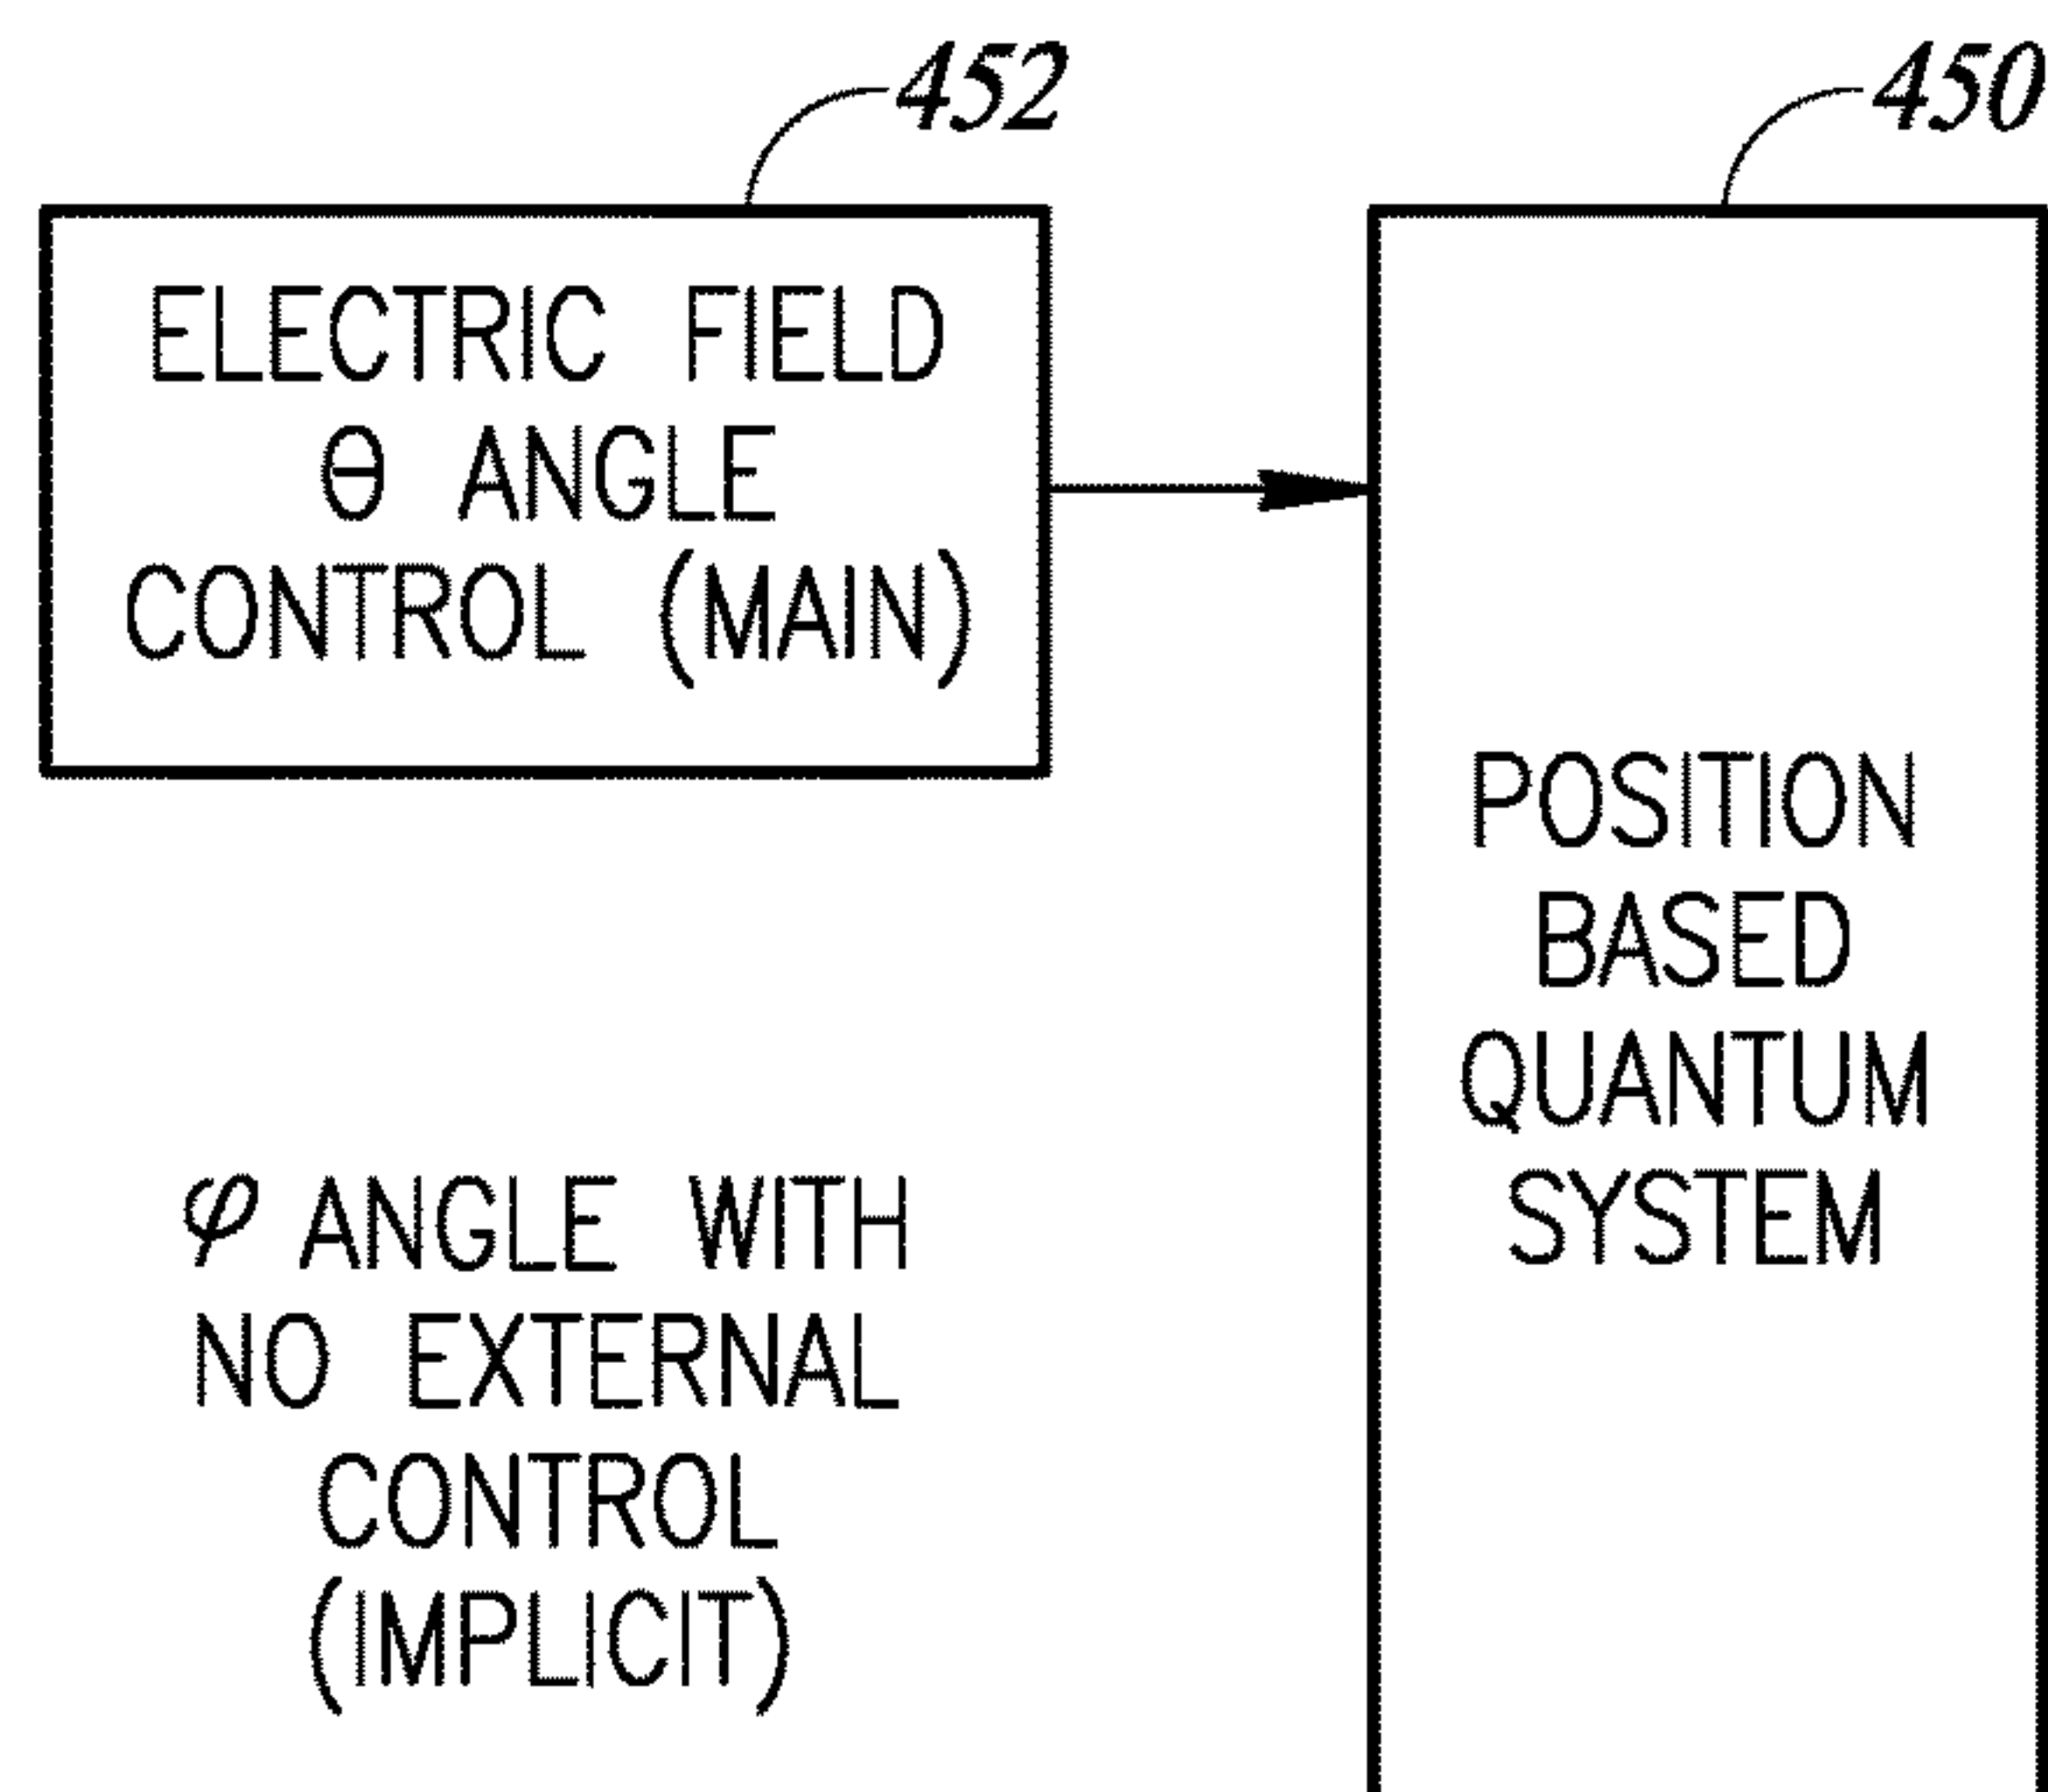 452
450
ELECTRIC FIELD
θ ANGLE
CONTROL (MAIN)
POSITION
BASED
QUANTUM
SYSTEM
φ ANGLE WITH
NO EXTERNAL
CONTROL
(IMPLICIT)